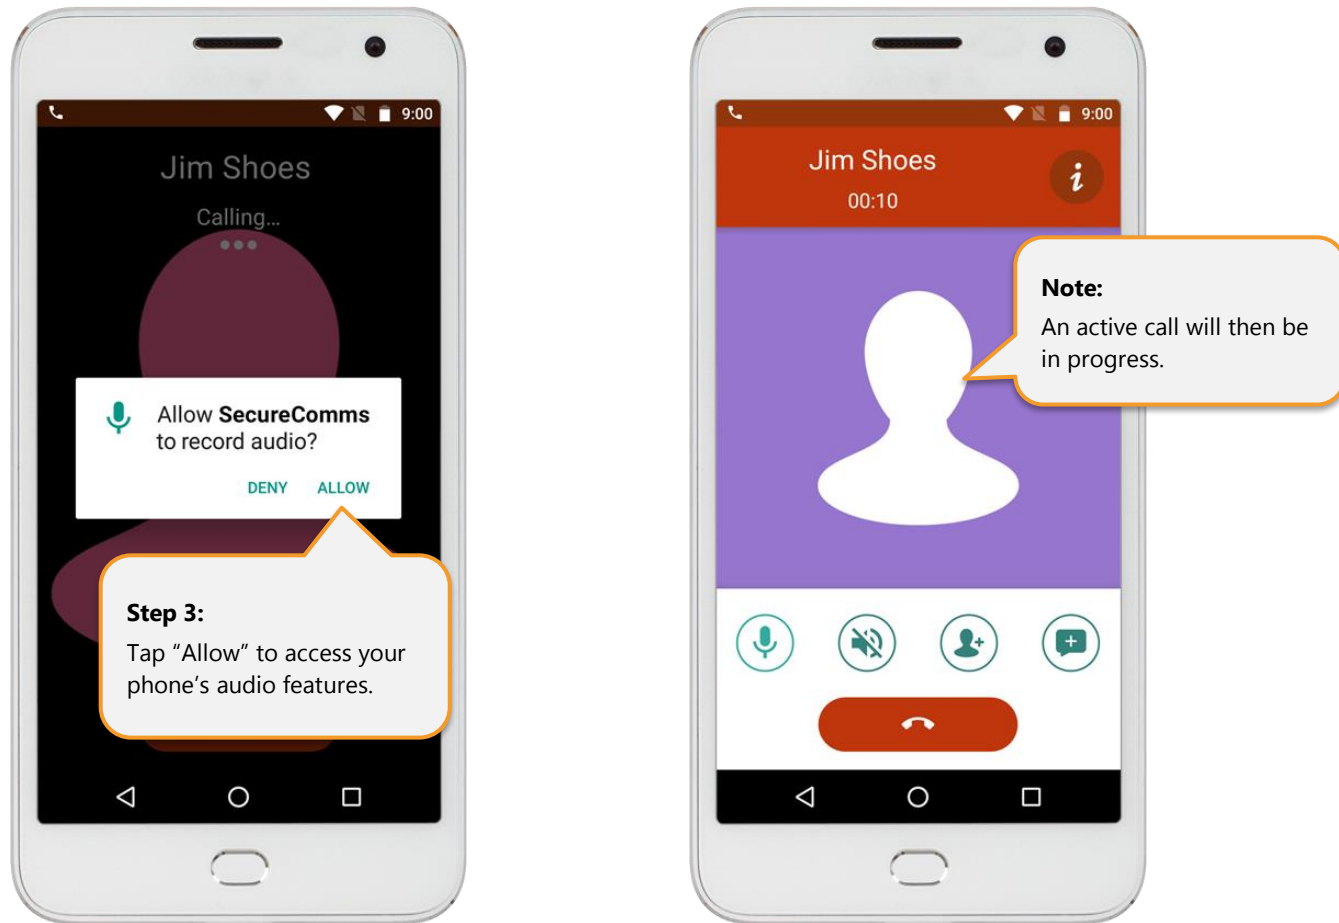 9:00
Jim Shoes
Calling...
Allow SecureComms
to record audio?
DENY ALLOW
Step 3:
Tap “Allow” to access your
phone’s audio features.
9:00
Jim Shoes
00:10
i
Note:
An active call will then be
in progress.